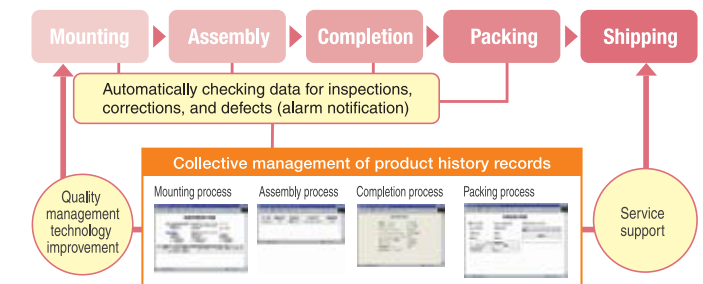 Mounting
Assembly
Completion
Packing
Shipping
Automatically checking data for inspections,
corrections, and defects (alarm notification)
Collective management of product history records
Mounting process
Assembly process
Completion process
Packing process
Quality
management
technology
improvement
Service
support